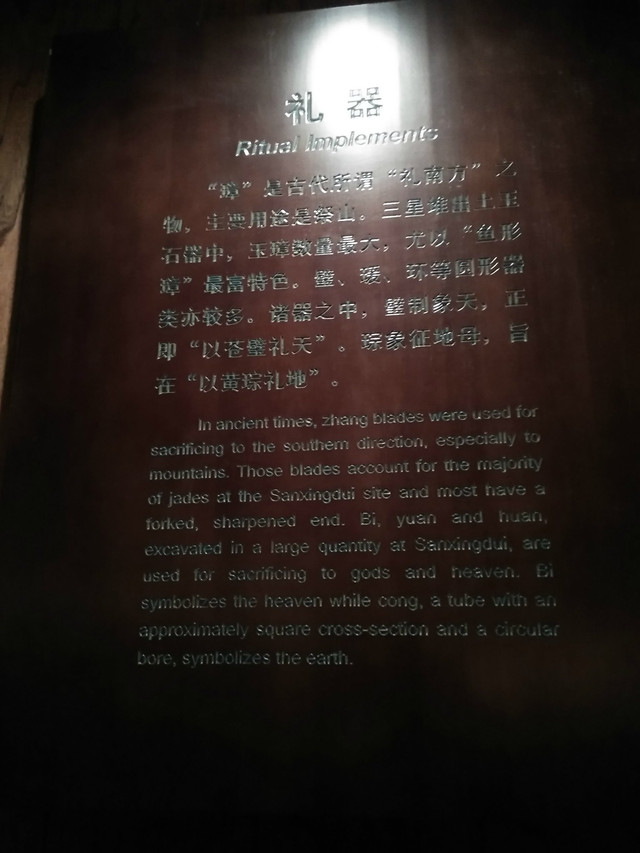 礼器
Ritual Implements
“璋”是古代所谓“礼南方”之
物，主要用途是祭山。三星堆出土玉
石器中，玉璋数量最大，尤以“鱼形
璋”最富特色。璧、瑗、环等圆形器
类亦较多。诸器之中，璧制象天，正
即“以苍璧礼天”。琮象征地母，旨
在“以黄琮礼地”。
In ancient times, zhang blades were used for
sacrificing to the southern direction, especially to
mountains. Those blades account for the majority
of jades at the Sanxingdui site and most have a
forked, sharpened end. Bi, yuan and huan,
excavated in a large quantity at Sanxingdui, are
used for sacrificing to gods and heaven. Bi
symbolizes the heaven while cong, a tube with an
approximately square cross-section and a circular
bore, symbolizes the earth.